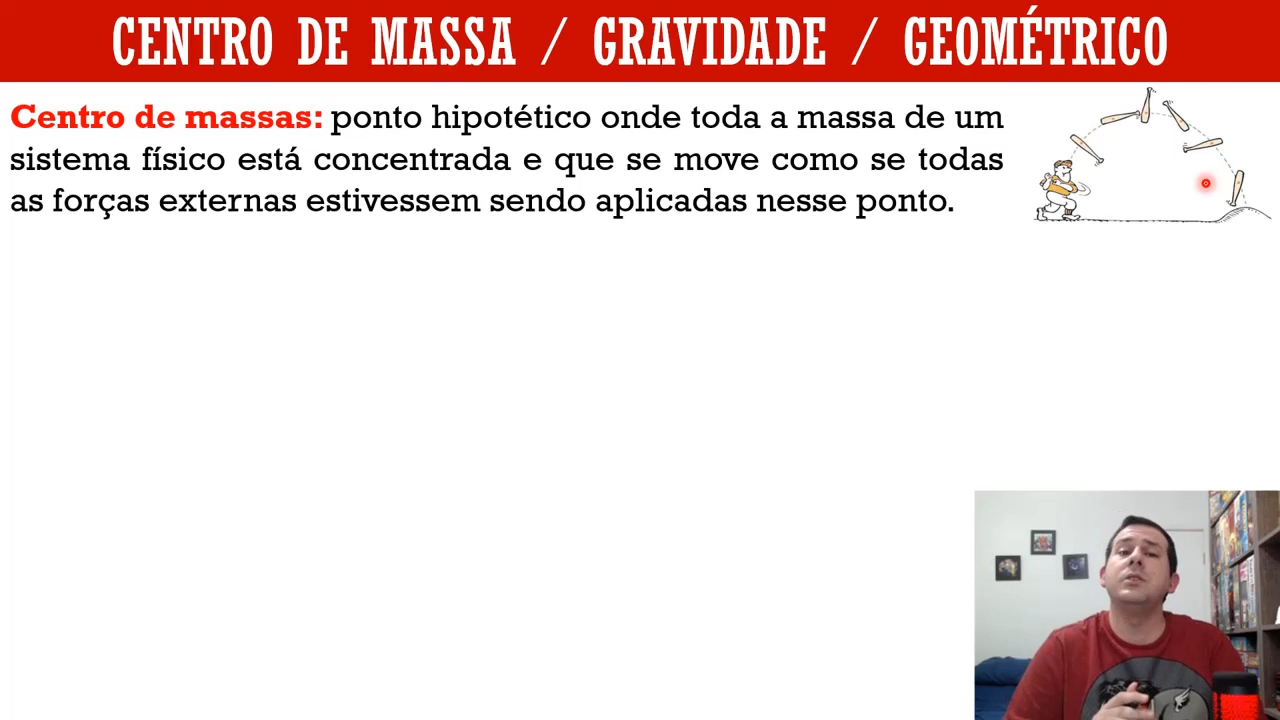 CENTRO DE MASSA / GRAVIDADE / GEOMÉTRICO
Centro de massas: ponto hipotético onde toda a massa de um
sistema físico está concentrada e que se move como se todas
as forças externas estivessem sendo aplicadas nesse ponto.